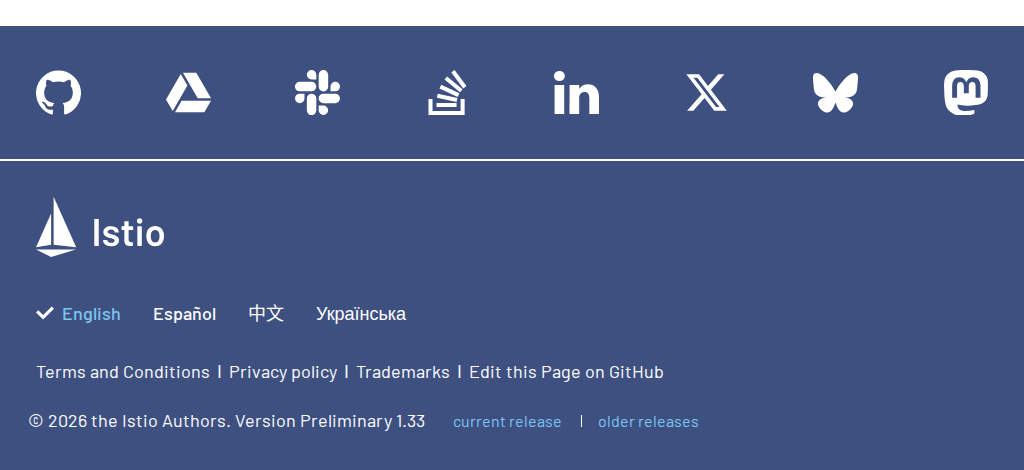 Istio
English Español 中文 Українська
Terms and Conditions | Privacy policy | Trademarks | Edit this Page on GitHub
© 2026 the Istio Authors. Version Preliminary 1.33 current release | older releases